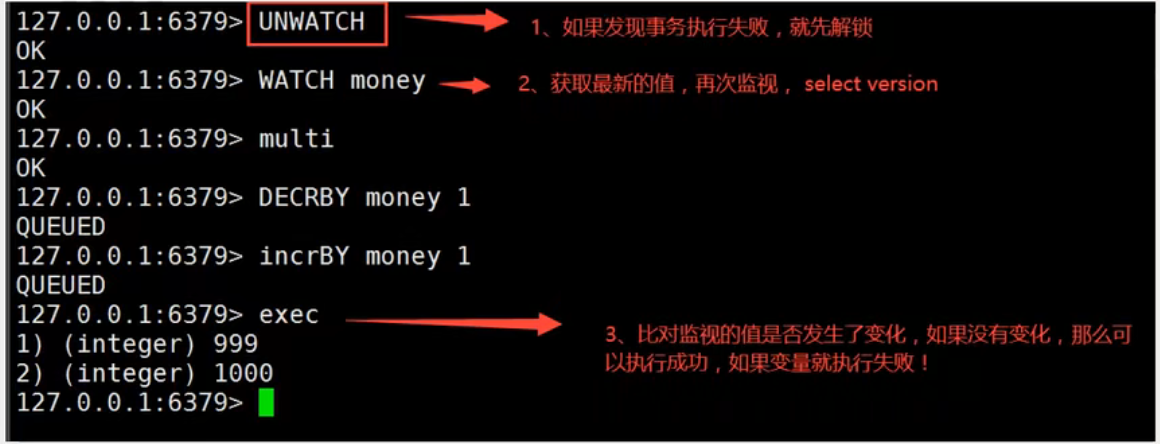 127.0.0.1:6379> UNWATCH
1、如果发现事务执行失败，就先解锁
OK
127.0.0.1:6379> WATCH money
2、获取最新的值，再次监视， select version
OK
127.0.0.1:6379> multi
OK
127.0.0.1:6379> DECRBY money 1
QUEUED
127.0.0.1:6379> incrBY money 1
QUEUED
127.0.0.1:6379> exec
3、比对监视的值是否发生了变化，如果没有变化，那么可
以执行成功，如果变量就执行失败！
1) (integer) 999
2) (integer) 1000
127.0.0.1:6379>